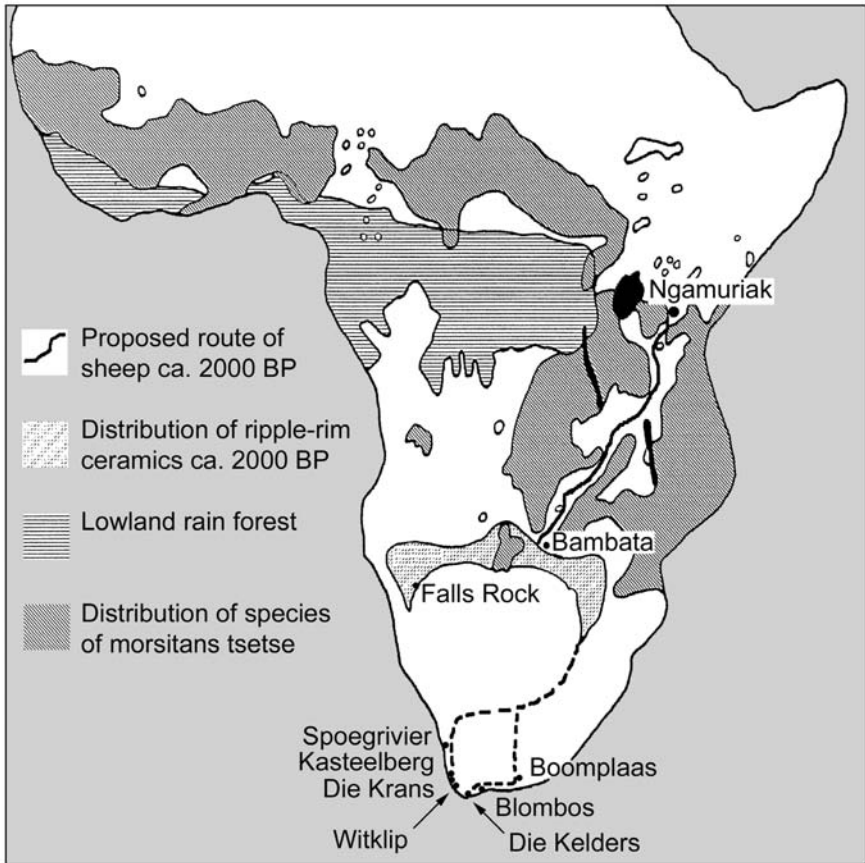 Ngamuriak
Proposed route of
sheep ca. 2000 BP
Distribution of ripple-rim
ceramics ca. 2000 BP
Lowland rain forest
Bambata
Falls Rock
Distribution of species
of morsitans tsetse
Spoegrivier
Kasteelberg
Die Krans
Boomplaas
Blombos
Witklip
Die Kelders